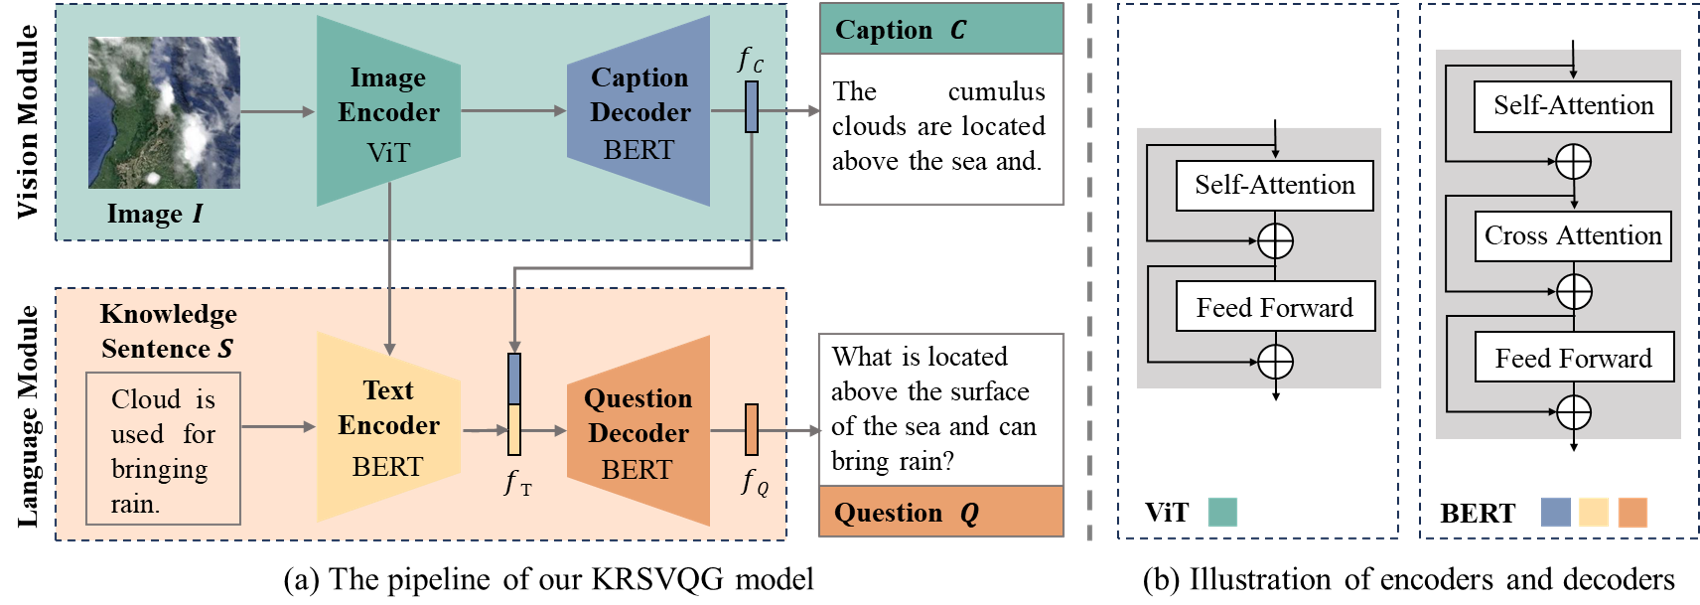 Vision Module
Image I
Image
Encoder
ViT
Caption
Decoder
BERT
f_C
Caption C
The cumulus
clouds are located
above the sea and.
Language Module
Knowledge
Sentence S
Cloud is
used for
bringing
rain.
Text
Encoder
BERT
f_T
Question
Decoder
BERT
f_Q
What is located
above the surface
of the sea and can
bring rain?
Question Q
(a) The pipeline of our KRSVQG model
Self-Attention
Feed Forward
ViT
Self-Attention
Cross Attention
Feed Forward
BERT
(b) Illustration of encoders and decoders